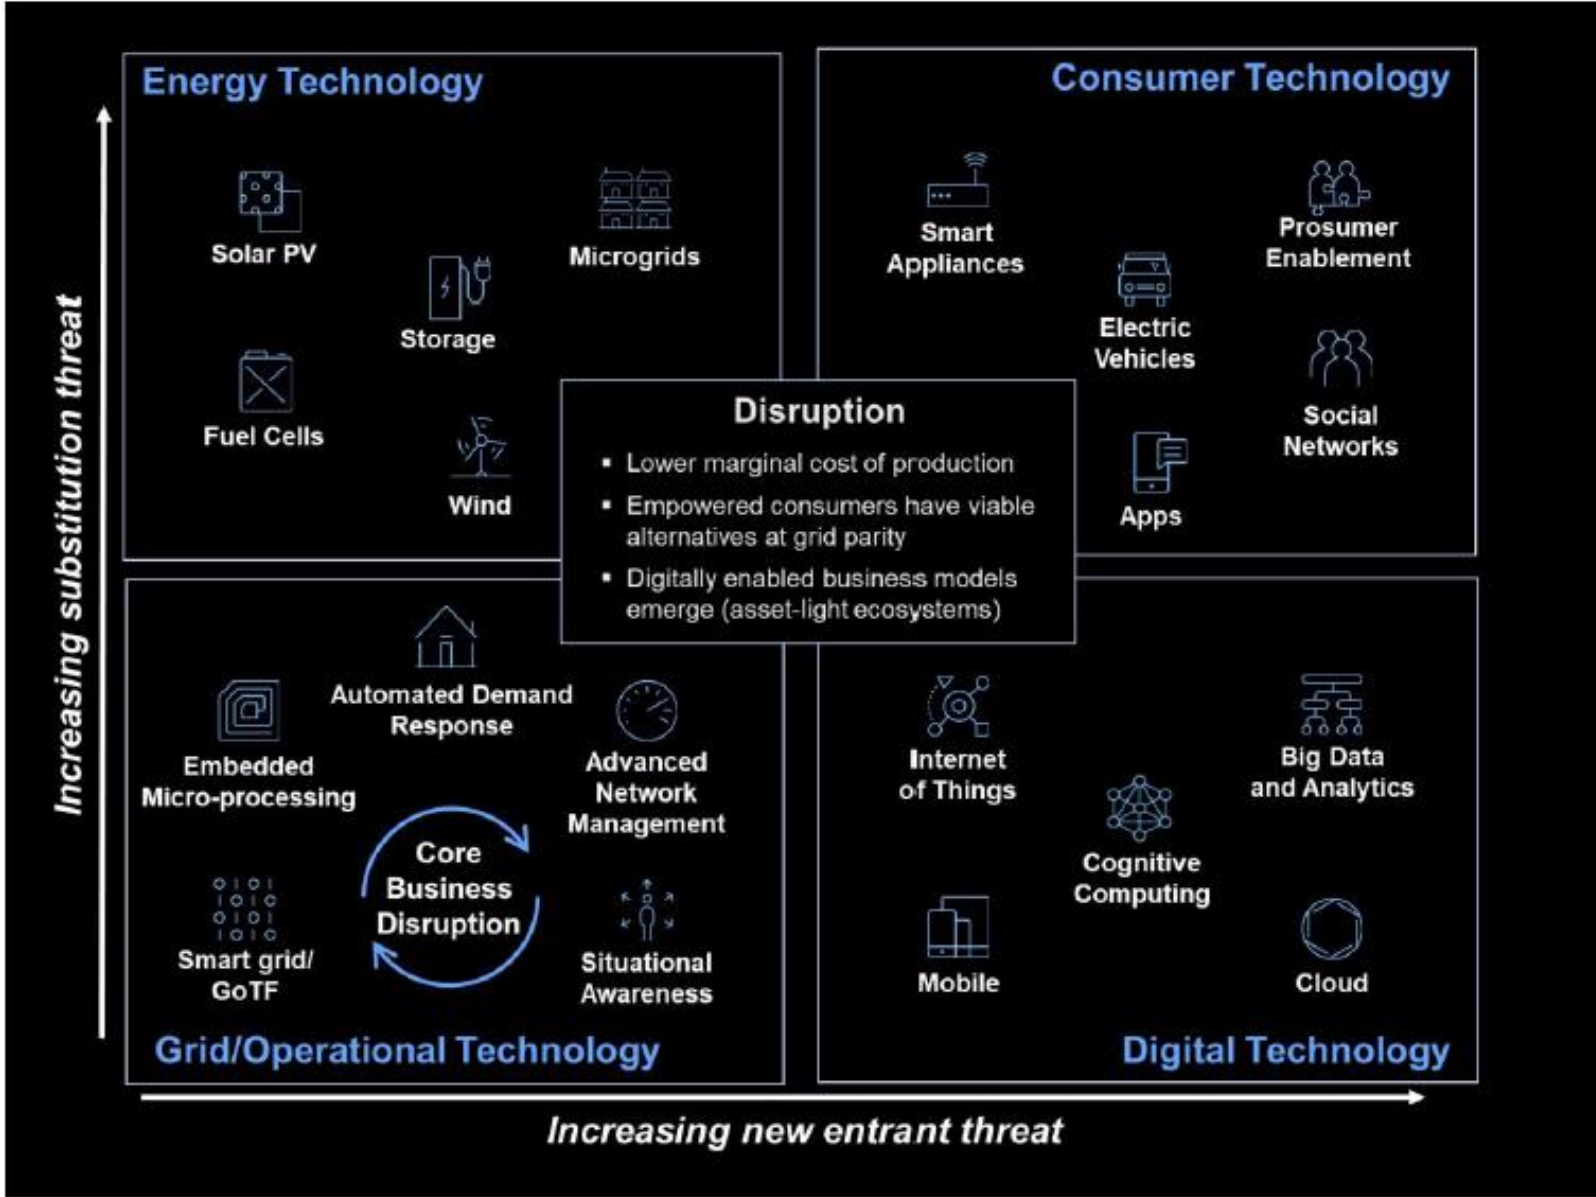 Energy Technology
Solar PV
Microgrids
Storage
Fuel Cells
Wind
Consumer Technology
Smart
Appliances
Prosumer
Enablement
Electric
Vehicles
Social
Networks
Apps
Disruption
▪ Lower marginal cost of production
▪ Empowered consumers have viable
alternatives at grid parity
▪ Digitally enabled business models
emerge (asset-light ecosystems)
Automated Demand
Response
Embedded
Micro-processing
Advanced
Network
Management
Core
Business
Disruption
Smart grid/
GoTF
Situational
Awareness
Grid/Operational Technology
Internet
of Things
Big Data
and Analytics
Cognitive
Computing
Mobile
Cloud
Digital Technology
Increasing substitution threat
Increasing new entrant threat